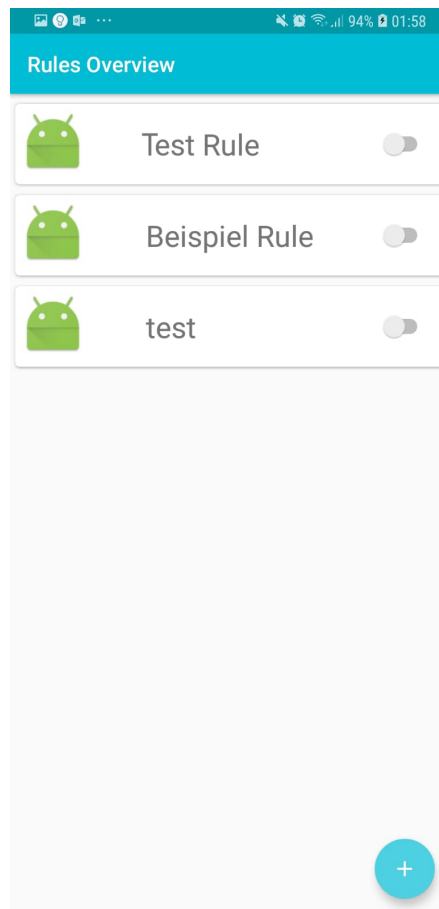 94% 01:58
Rules Overview
Test Rule
Beispiel Rule
test
+